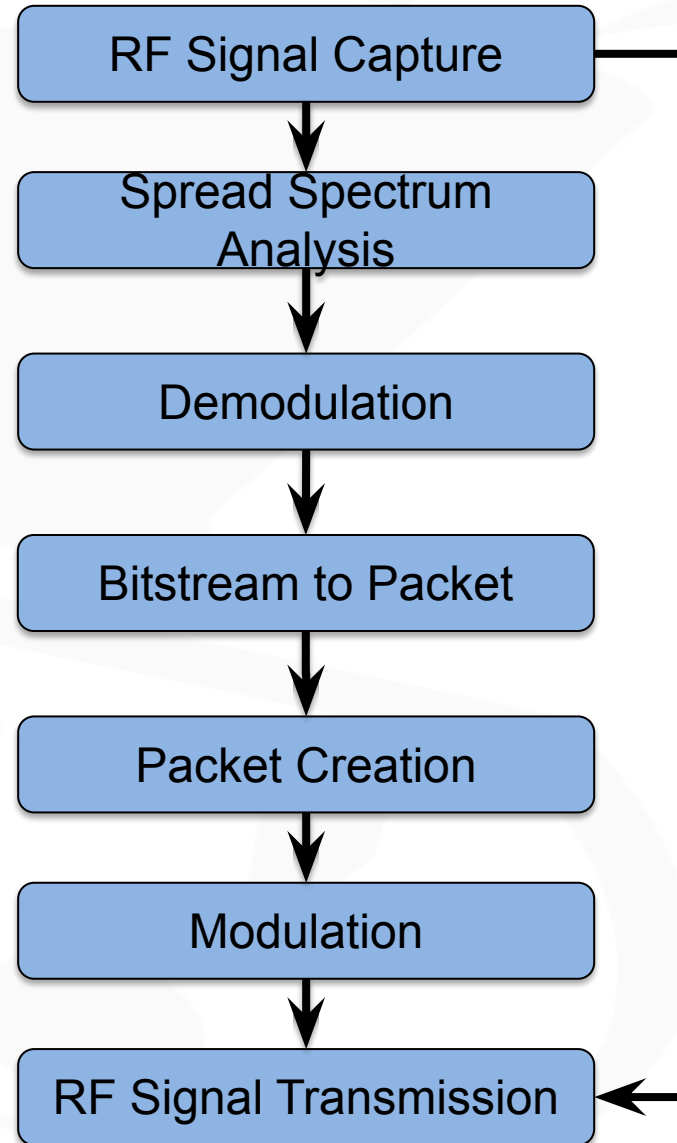 RF Signal Capture
Spread Spectrum
Analysis
Demodulation
Bitstream to Packet
Packet Creation
Modulation
RF Signal Transmission